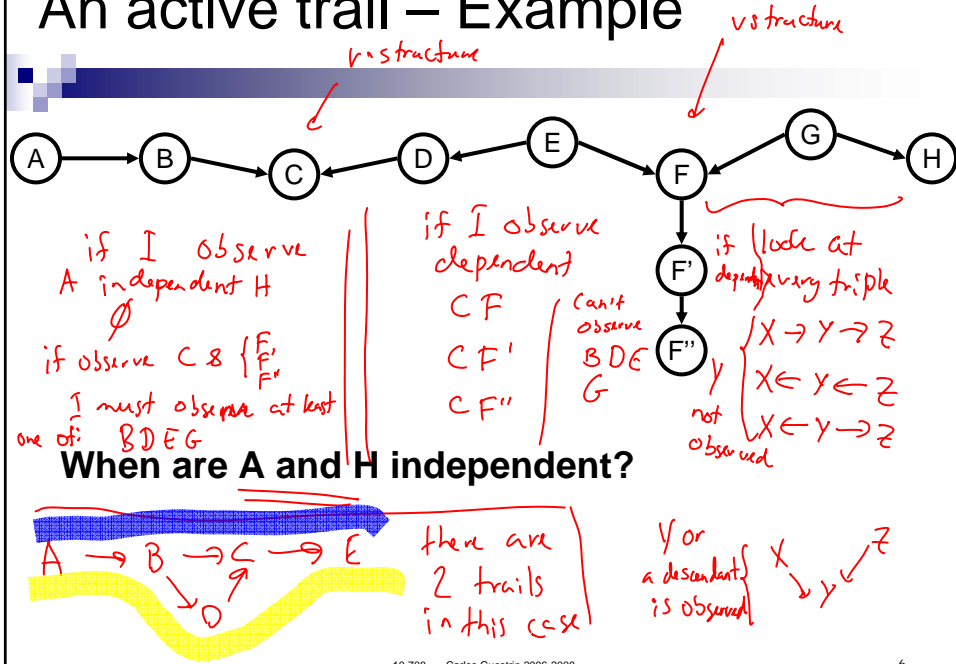 An active trail – Example
v-structure
v structure
A
B
C
D
E
F
G
H
F'
F''
if I observe
A independent H
∅
if observe C & { F, F', F''
I must observe at least
one of: B D E G
if I observe
dependent
C F
C F'
C F''
Can't
observe
B D E
G
if
dependent
look at
every triple
Y
not
observed
X → Y → Z
X ← Y ← Z
X ← Y → Z
When are A and H independent?
A → B → C → E
D
there are
2 trails
in this case
Y or
a descendant
is observed
X
Z
Y